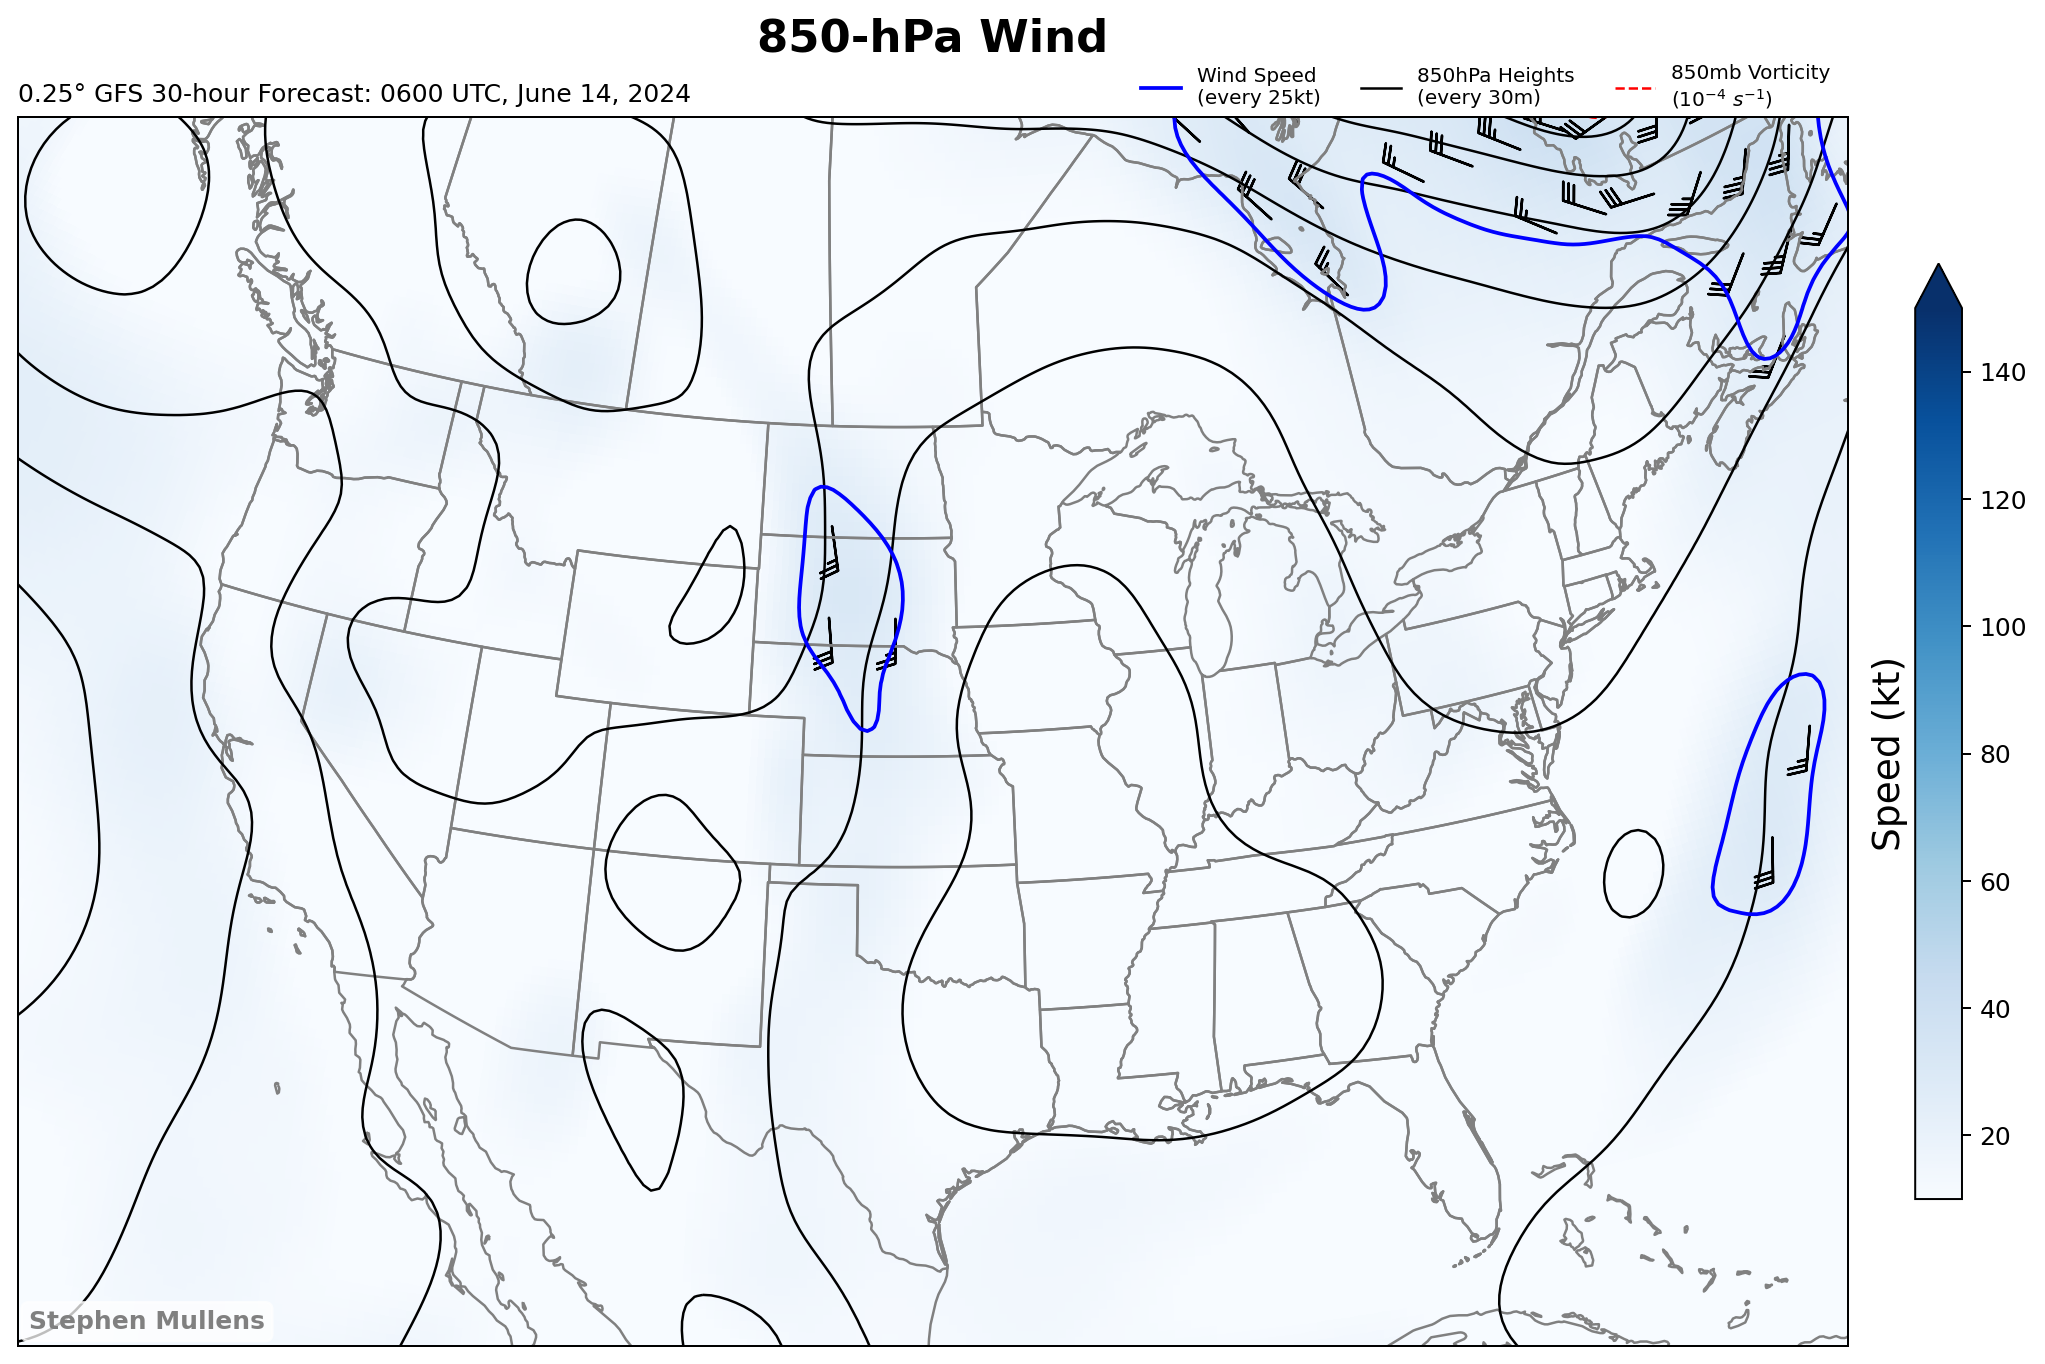 850-hPa Wind
0.25° GFS 30-hour Forecast: 0600 UTC, June 14, 2024
Wind Speed
(every 25kt)
850hPa Heights
(every 30m)
850mb Vorticity
(10⁻⁴ s⁻¹)
140
120
100
80
60
40
20
Speed (kt)
Stephen Mullens